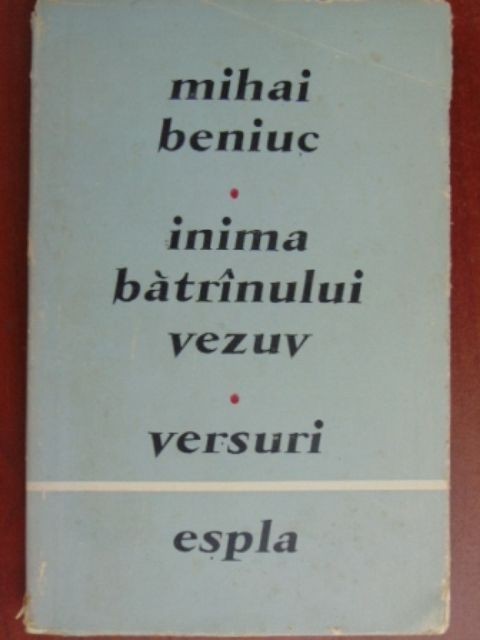 mihai
beniuc
inima
bàtrînului
vezuv
versuri
espla